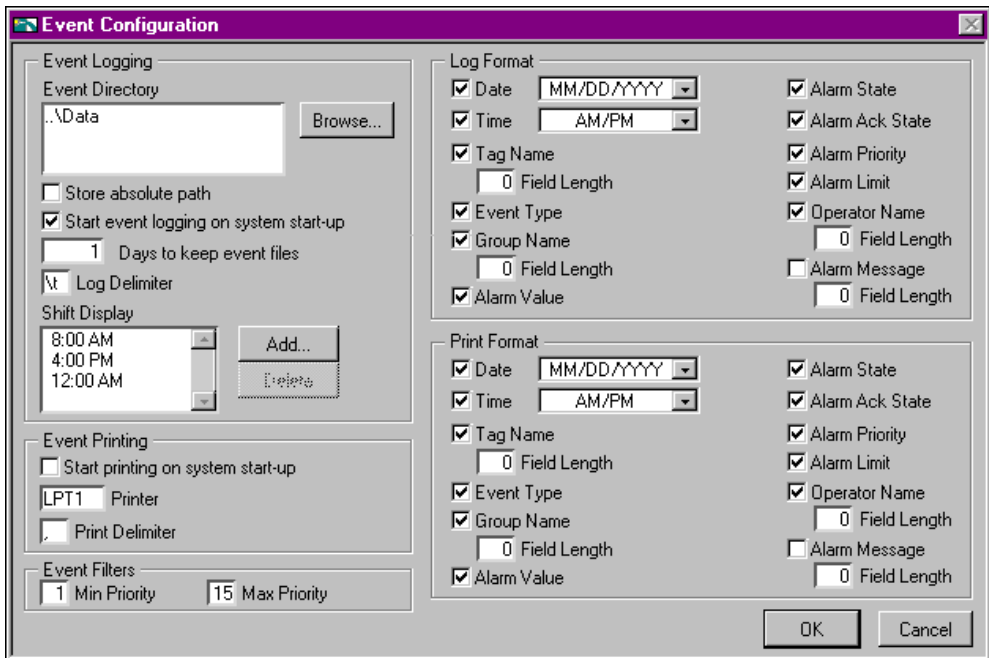 Event Configuration
Event Logging
Event Directory
..\Data
Browse...
Store absolute path
Start event logging on system start-up
1 Days to keep event files
\t Log Delimiter
Shift Display
8:00 AM
4:00 PM
12:00 AM
Add...
Delete
Event Printing
Start printing on system start-up
LPT1 Printer
, Print Delimiter
Event Filters
1 Min Priority 15 Max Priority
Log Format
Date MM/DD/YYYY
Time AM/PM
Tag Name
0 Field Length
Event Type
Group Name
0 Field Length
Alarm Value
Alarm State
Alarm Ack State
Alarm Priority
Alarm Limit
Operator Name
0 Field Length
Alarm Message
0 Field Length
Print Format
Date MM/DD/YYYY
Time AM/PM
Tag Name
0 Field Length
Event Type
Group Name
0 Field Length
Alarm Value
Alarm State
Alarm Ack State
Alarm Priority
Alarm Limit
Operator Name
0 Field Length
Alarm Message
0 Field Length
OK
Cancel